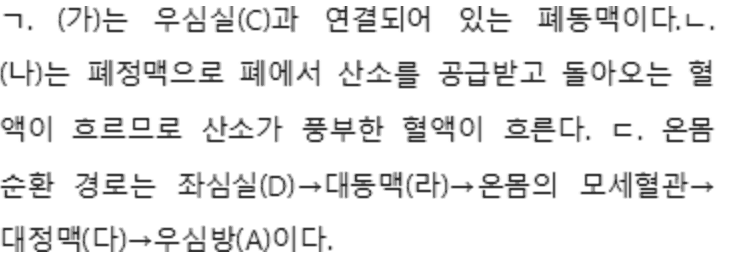 ㄱ. (가)는 우심실(C)과 연결되어 있는 폐동맥이다.ㄴ.
(나)는 폐정맥으로 폐에서 산소를 공급받고 돌아오는 혈
액이 흐르므로 산소가 풍부한 혈액이 흐른다. ㄷ. 온몸
순환 경로는 좌심실(D)→대동맥(라)→온몸의 모세혈관→
대정맥(다)→우심방(A)이다.